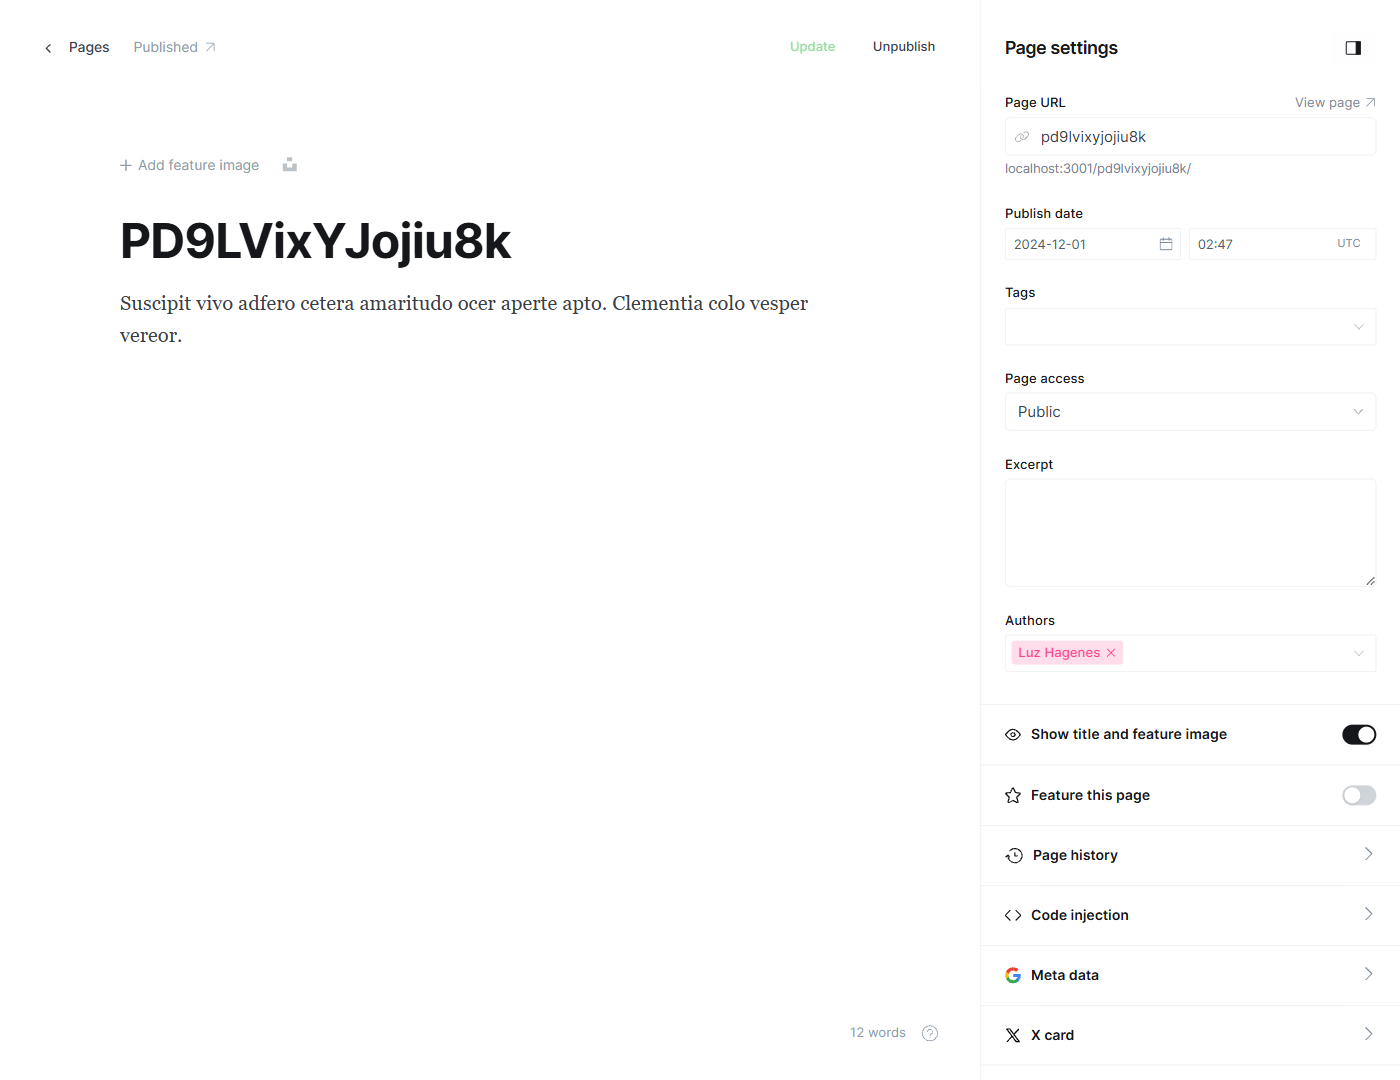 Pages
Published
Update
Unpublish
Add feature image
PD9LVixYJojiu8k
Suscipit vivo adfero cetera amaritudo ocer aperte apto. Clementia colo vesper
vereor.
12 words
Page settings
Page URL
View page
pd9lvixyjojiu8k
localhost:3001/pd9lvixyjojiu8k/
Publish date
2024-12-01
02:47
UTC
Tags
Page access
Public
Excerpt
Authors
Luz Hagenes
Show title and feature image
Feature this page
Page history
Code injection
Meta data
X card